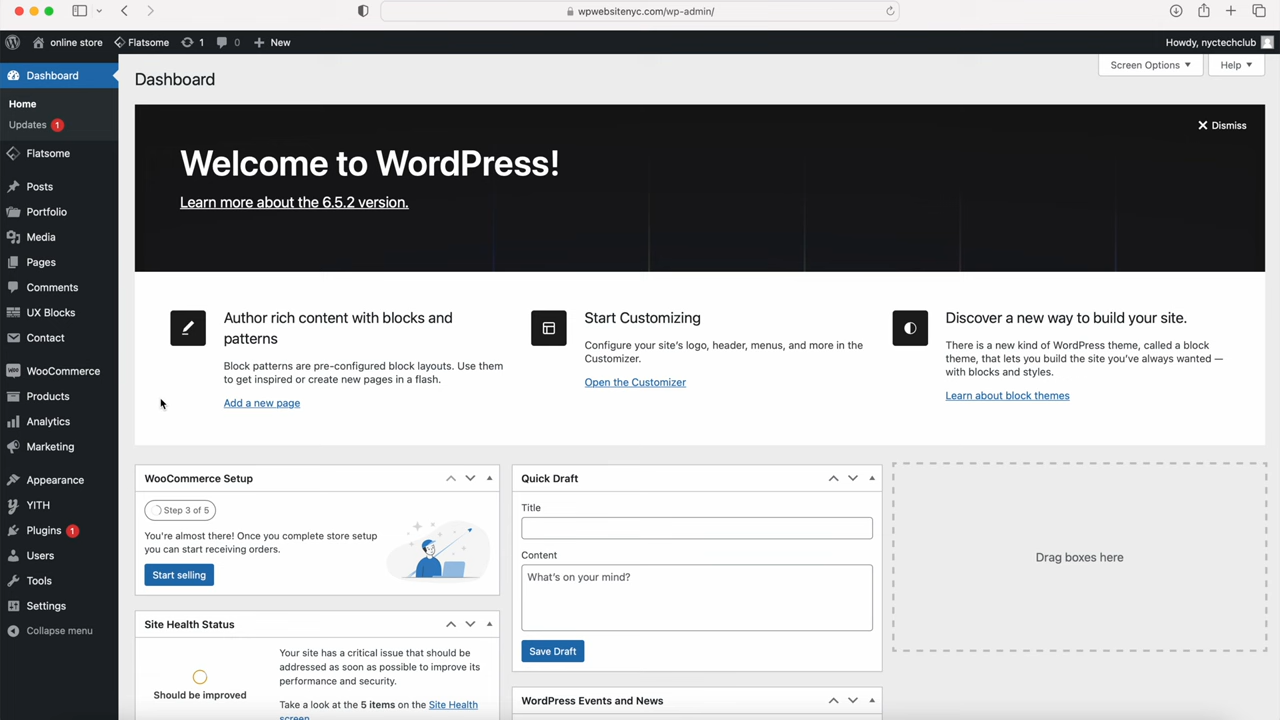 wpwebsitenyc.com/wp-admin/
online store
Flatsome
1
0
New
Howdy, nyctechclub
Dashboard
Home
Updates 1
Flatsome
Posts
Portfolio
Media
Pages
Comments
UX Blocks
Contact
WooCommerce
Products
Analytics
Marketing
Appearance
YITH
Plugins 1
Users
Tools
Settings
Collapse menu
Dashboard
Screen Options
Help
Dismiss
Welcome to WordPress!
Learn more about the 6.5.2 version.
Author rich content with blocks and
patterns
Block patterns are pre-configured block layouts. Use them
to get inspired or create new pages in a flash.
Add a new page
Start Customizing
Configure your site's logo, header, menus, and more in the
Customizer.
Open the Customizer
Discover a new way to build your site.
There is a new kind of WordPress theme, called a block
theme, that lets you build the site you've always wanted —
with blocks and styles.
Learn about block themes
WooCommerce Setup
Step 3 of 5
You're almost there! Once you complete store setup
you can start receiving orders.
Start selling
Site Health Status
Should be improved
Your site has a critical issue that should be
addressed as soon as possible to improve its
performance and security.
Take a look at the 5 items on the Site Health
screen.
Quick Draft
Title
Content
What's on your mind?
Save Draft
WordPress Events and News
Drag boxes here